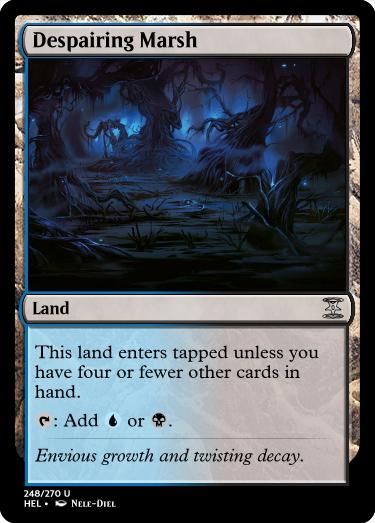 Despairing Marsh
Land
This land enters tapped unless you
have four or fewer other cards in
hand.
: Add or .
Envious growth and twisting decay.
248/270 U
HEL • Nele-Diel